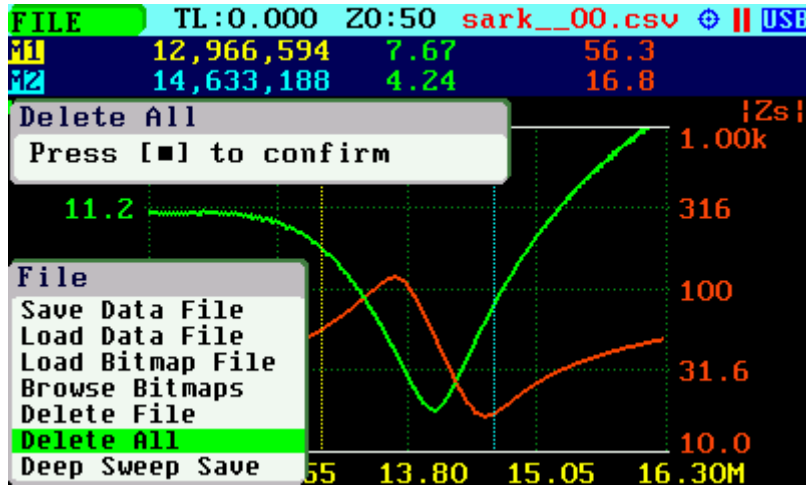 FILE TL:0.000 Z0:50 sark__00.csv USB
M1 12,966,594 7.67 56.3
M2 14,633,188 4.24 16.8
Delete All
|Zs|
Press [■] to confirm
1.00k
11.2
316
File
100
Save Data File
Load Data File
Load Bitmap File
31.6
Browse Bitmaps
Delete File
Delete All
10.0
Deep Sweep Save
55 13.80 15.05 16.30M